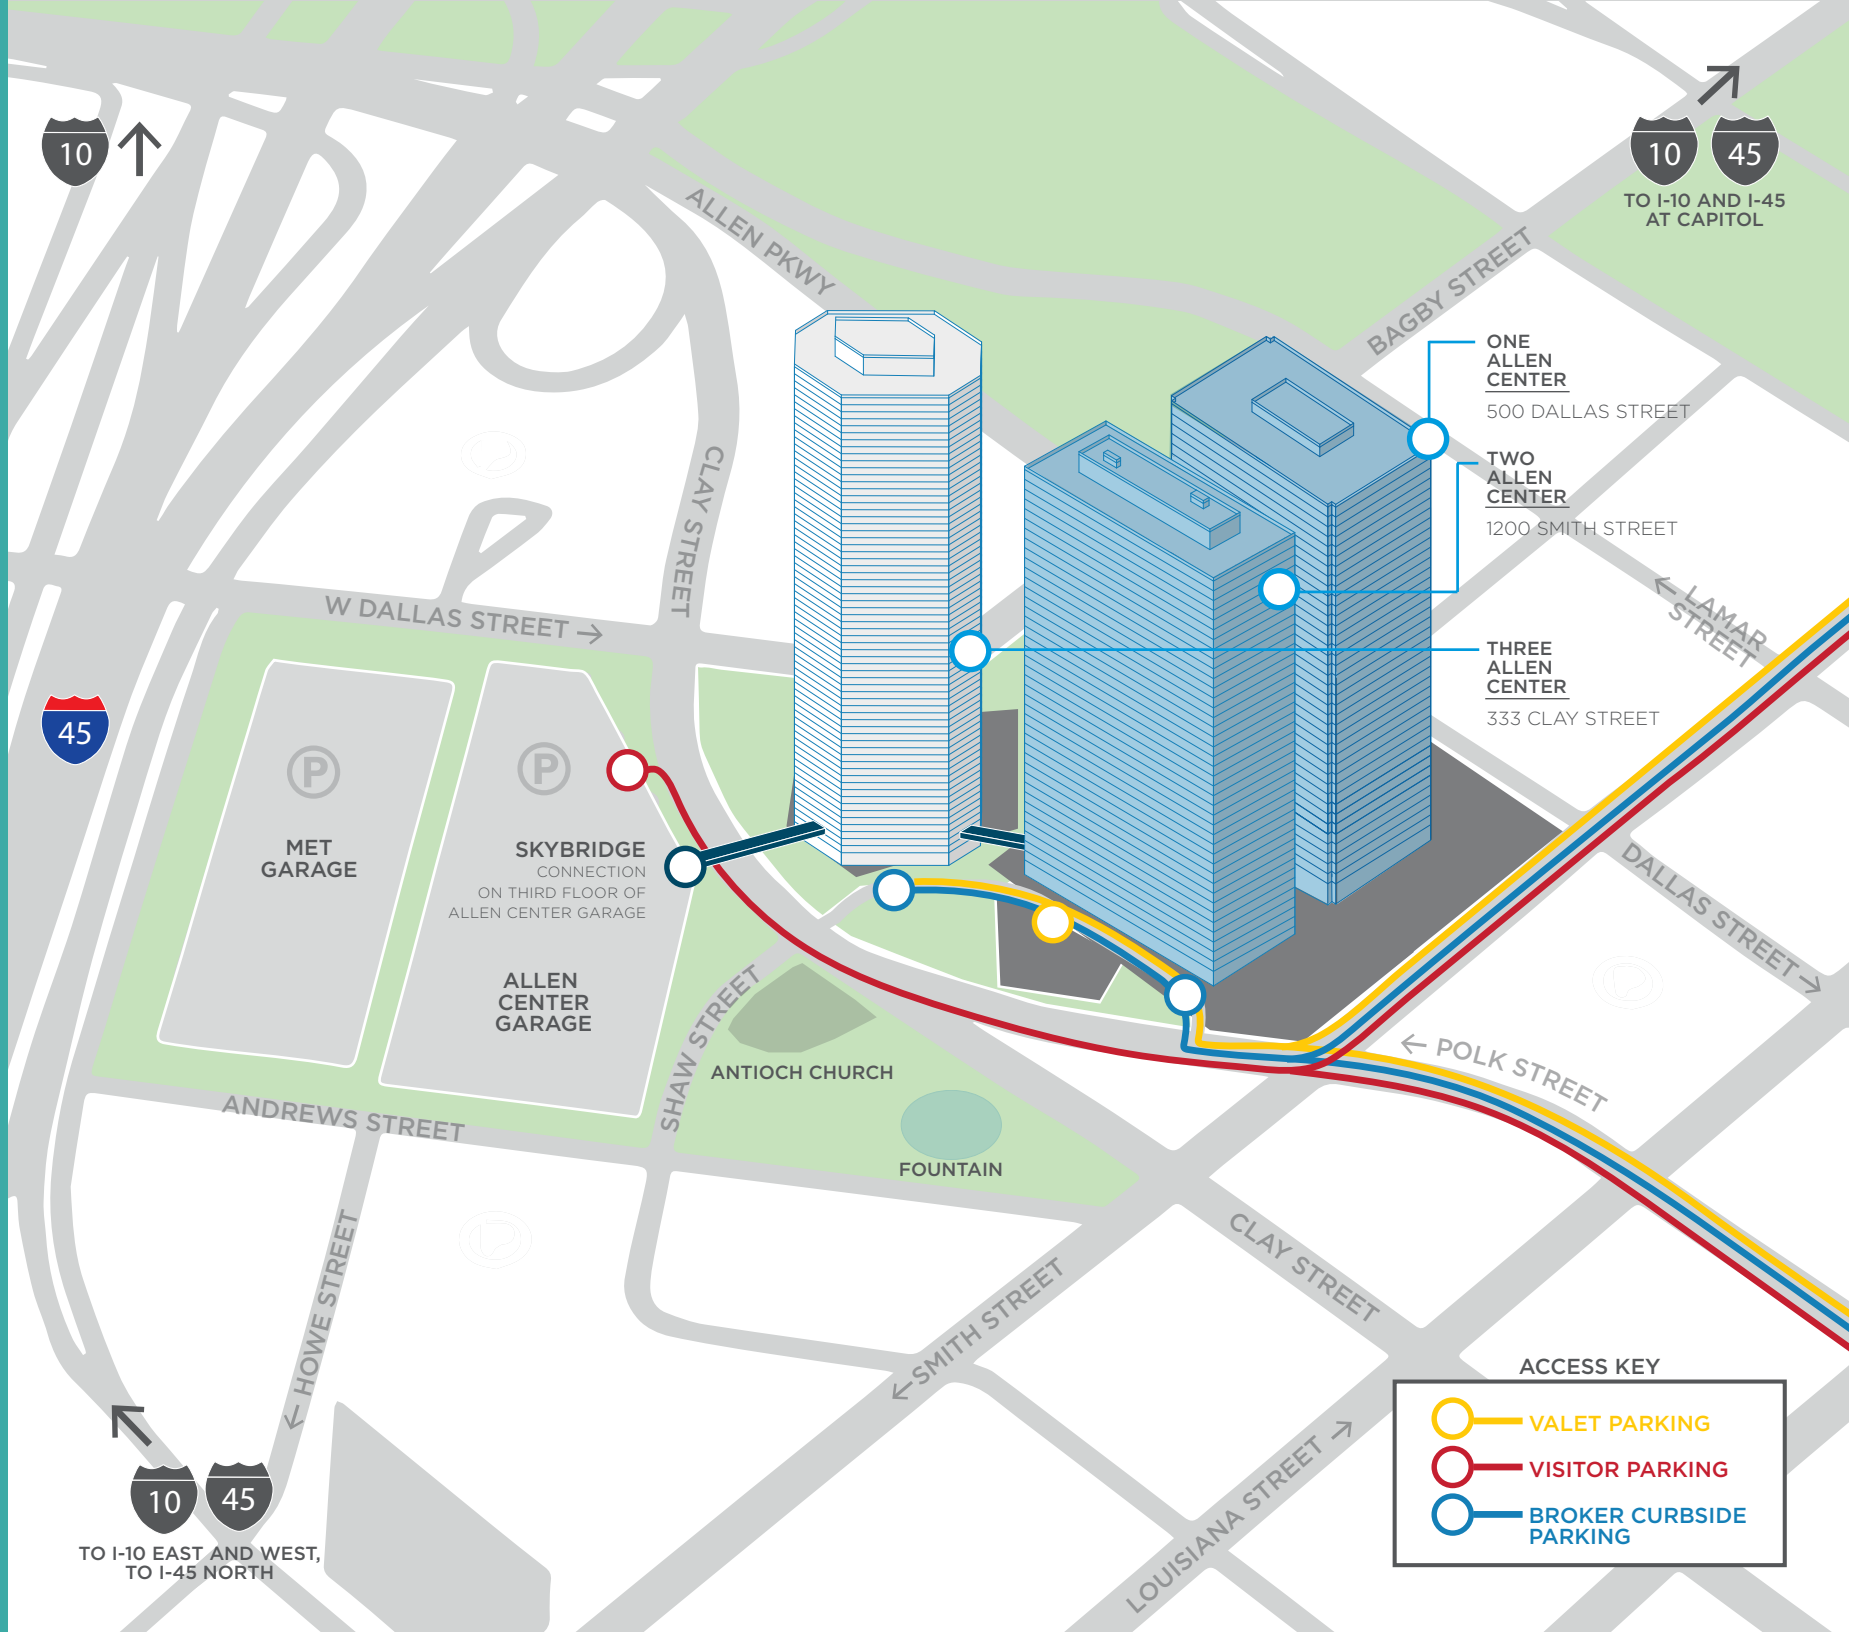 10
10
45
TO I-10 AND I-45
AT CAPITOL
ALLEN PKWY
BAGBY STREET
ONE
ALLEN
CENTER
500 DALLAS STREET
TWO
ALLEN
CENTER
1200 SMITH STREET
CLAY STREET
W DALLAS STREET
LAMAR
STREET
THREE
ALLEN
CENTER
333 CLAY STREET
45
P
P
MET
GARAGE
SKYBRIDGE
CONNECTION
ON THIRD FLOOR OF
ALLEN CENTER GARAGE
ALLEN
CENTER
GARAGE
DALLAS STREET
SHAW STREET
POLK STREET
ANTIOCH CHURCH
ANDREWS STREET
FOUNTAIN
CLAY STREET
HOWE STREET
SMITH STREET
LOUISIANA STREET
ACCESS KEY
VALET PARKING
VISITOR PARKING
BROKER CURBSIDE
PARKING
10
45
TO I-10 EAST AND WEST,
TO I-45 NORTH